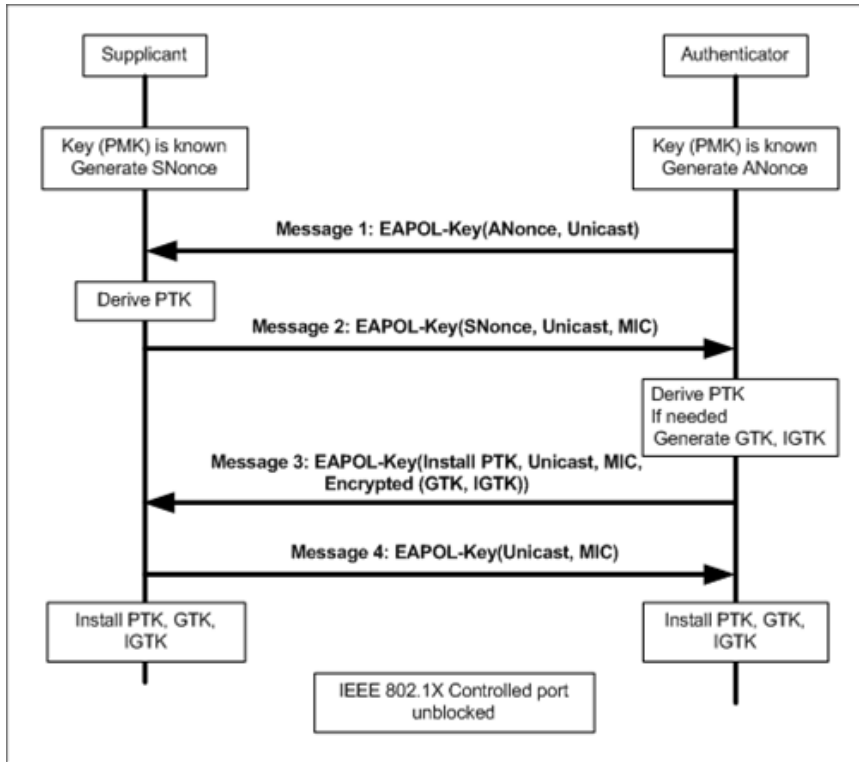 Supplicant
Authenticator
Key (PMK) is known
Generate SNonce
Key (PMK) is known
Generate ANonce
Message 1: EAPOL-Key(ANonce, Unicast)
Derive PTK
Message 2: EAPOL-Key(SNonce, Unicast, MIC)
Derive PTK
If needed
Generate GTK, IGTK
Message 3: EAPOL-Key(Install PTK, Unicast, MIC,
Encrypted (GTK, IGTK))
Message 4: EAPOL-Key(Unicast, MIC)
Install PTK, GTK,
IGTK
Install PTK, GTK,
IGTK
IEEE 802.1X Controlled port
unblocked